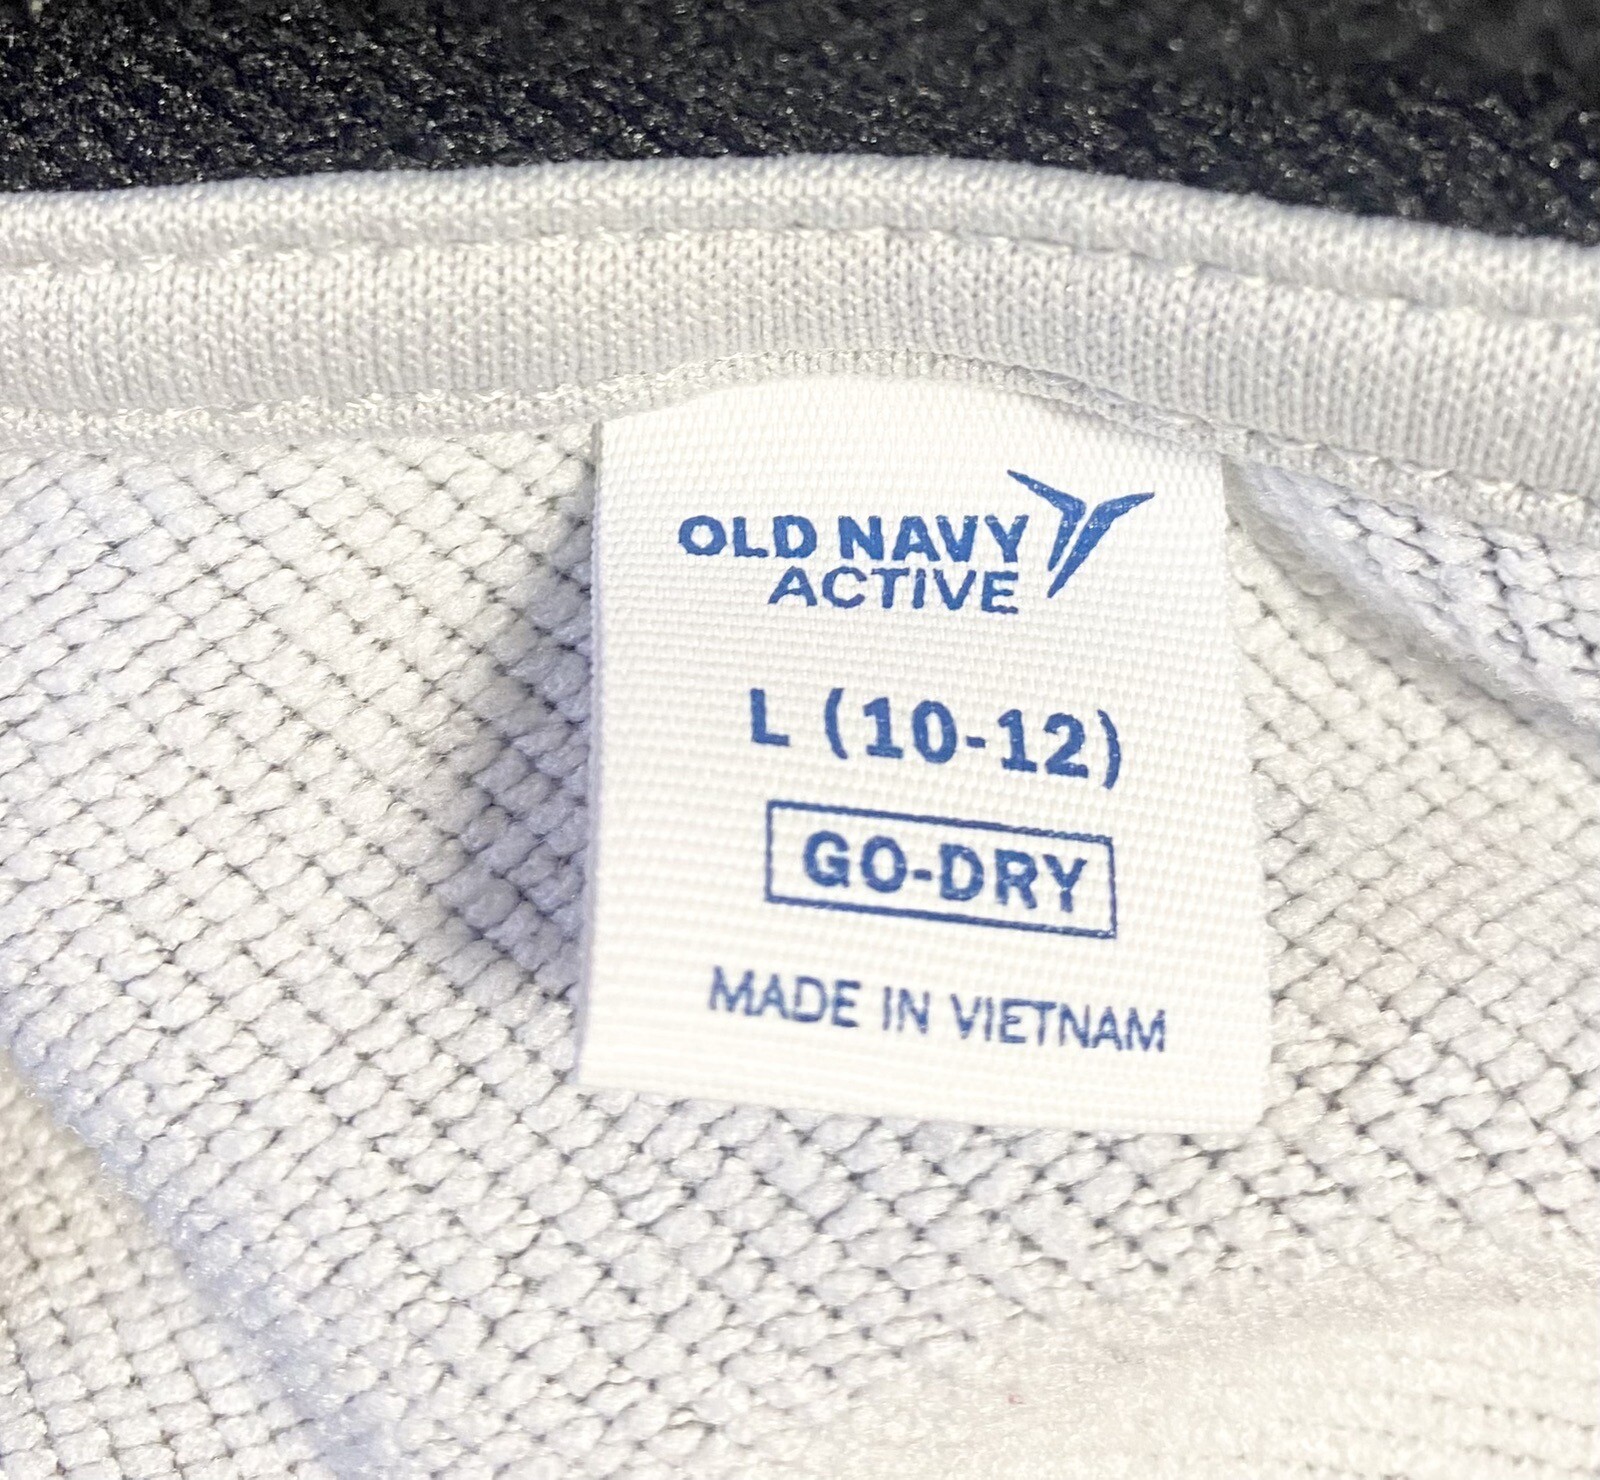 OLD NAVY
ACTIVE
L (10-12)
GO-DRY
MADE IN VIETNAM